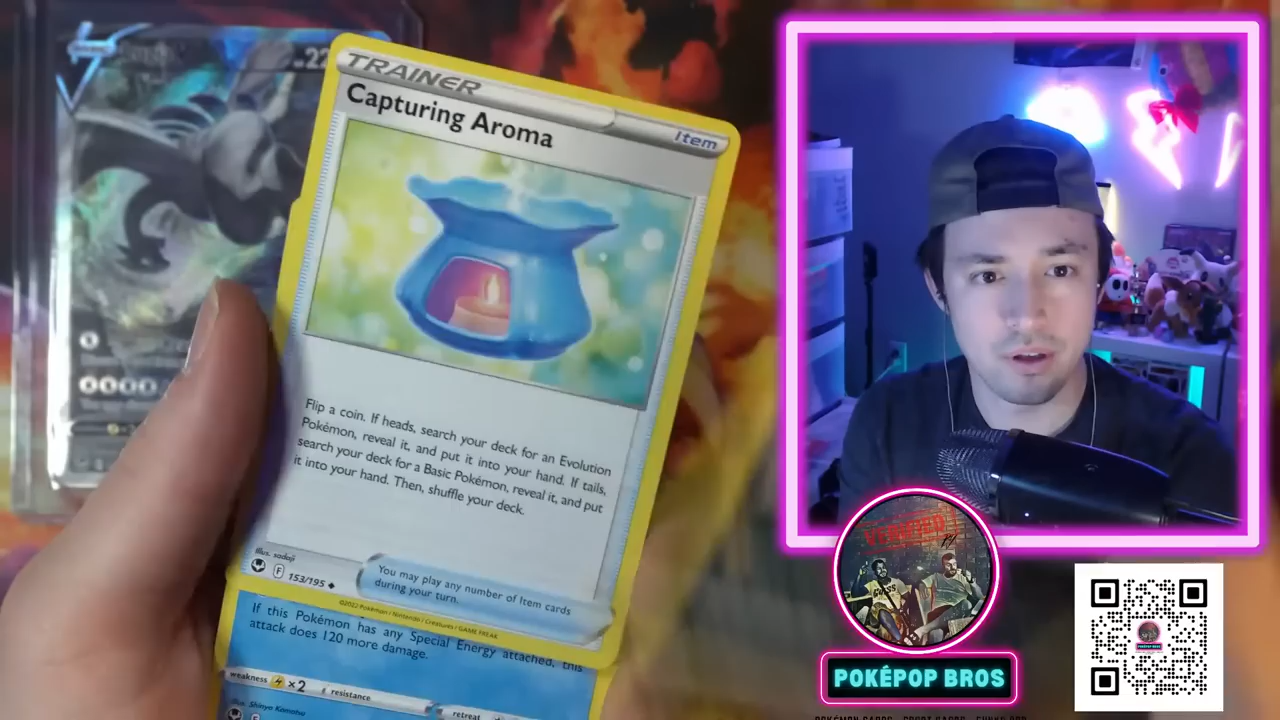 TRAINER
Item
Capturing Aroma
Flip a coin. If heads, search your deck for an Evolution
Pokémon, reveal it, and put it into your hand. If tails,
search your deck for a Basic Pokémon, reveal it, and put
it into your hand. Then, shuffle your deck.
Illus. sadaji
F 153/195
You may play any number of Item cards
during your turn.
©2022 Pokémon / Nintendo / Creatures / GAME FREAK
If this Pokémon has any Special Energy attached, this
attack does 120 more damage.
weakness ×2 resistance retreat
F
POKÉPOP BROS